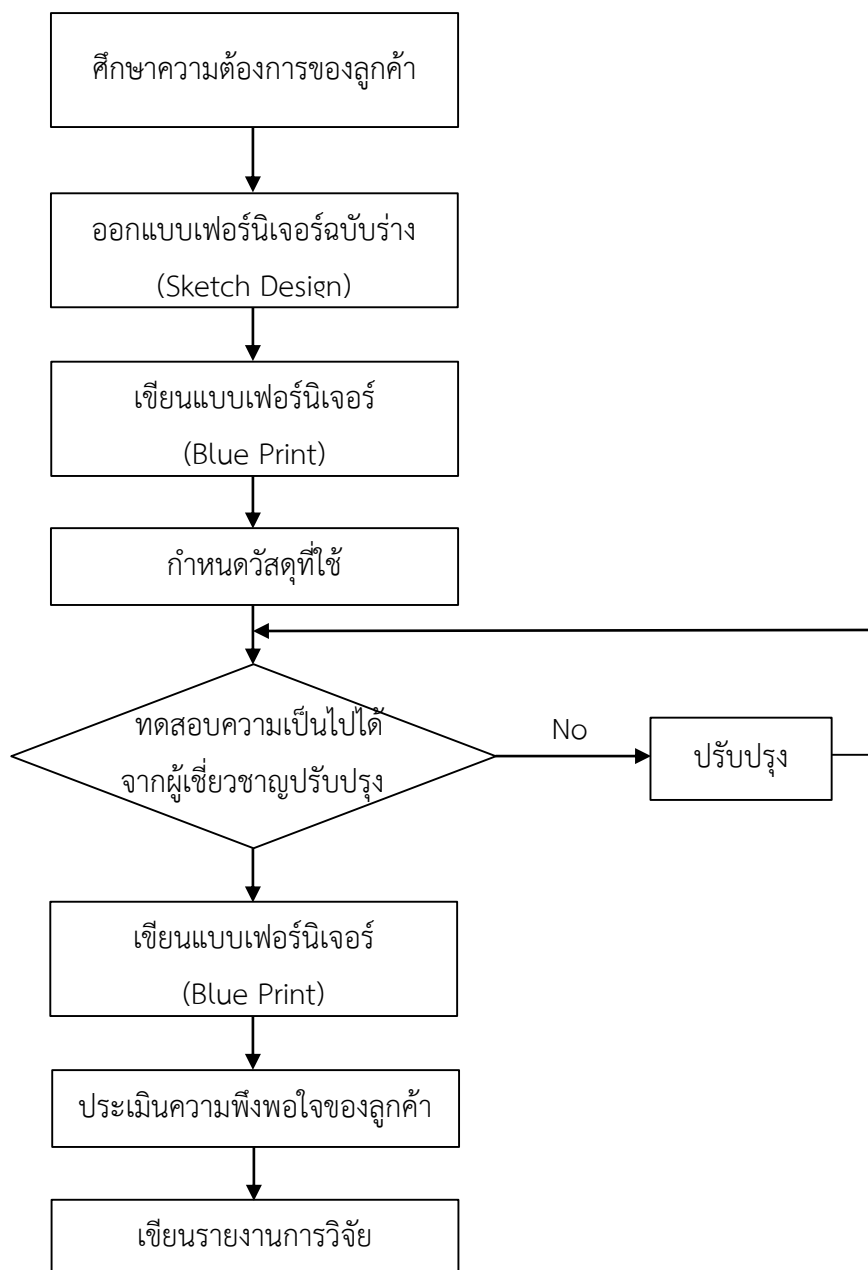 ศึกษาความต้องการของลูกค้า
ออกแบบเฟอร์นิเจอร์ฉบับร่าง
(Sketch Design)
เขียนแบบเฟอร์นิเจอร์
(Blue Print)
กำหนดวัสดุที่ใช้
ทดสอบความเป็นไปได้
จากผู้เชี่ยวชาญปรับปรุง
No
ปรับปรุง
เขียนแบบเฟอร์นิเจอร์
(Blue Print)
ประเมินความพึงพอใจของลูกค้า
เขียนรายงานการวิจัย